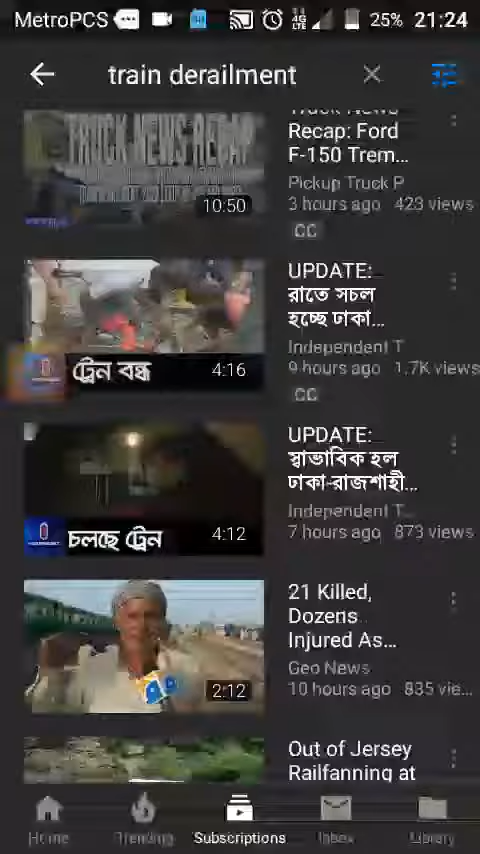 MetroPCS
4G
LTE
25% 21:24
train derailment
TRUCK NEWS RECAP
10:50
Truck News
Recap: Ford
F-150 Trem...
Pickup Truck P
3 hours ago 423 views
CC
ট্রেন বন্ধ
4:16
UPDATE:
রাতে সচল
হচ্ছে ঢাকা...
Independent T
9 hours ago 1.7K views
CC
চলছে ট্রেন
4:12
UPDATE:
স্বাভাবিক হল
ঢাকা-রাজশাহী...
Independent T...
7 hours ago 873 views
2:12
21 Killed,
Dozens
Injured As...
Geo News
10 hours ago 835 vie...
Out of Jersey
Railfanning at
Home
Trending
Subscriptions
Inbox
Library